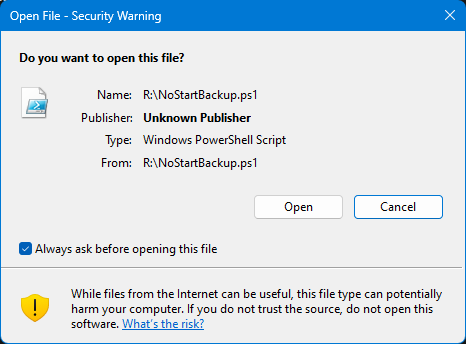 Open File - Security Warning
Do you want to open this file?
Name: R:\NoStartBackup.ps1
Publisher: Unknown Publisher
Type: Windows PowerShell Script
From: R:\NoStartBackup.ps1
Open Cancel
Always ask before opening this file
While files from the Internet can be useful, this file type can potentially
harm your computer. If you do not trust the source, do not open this
software. What's the risk?